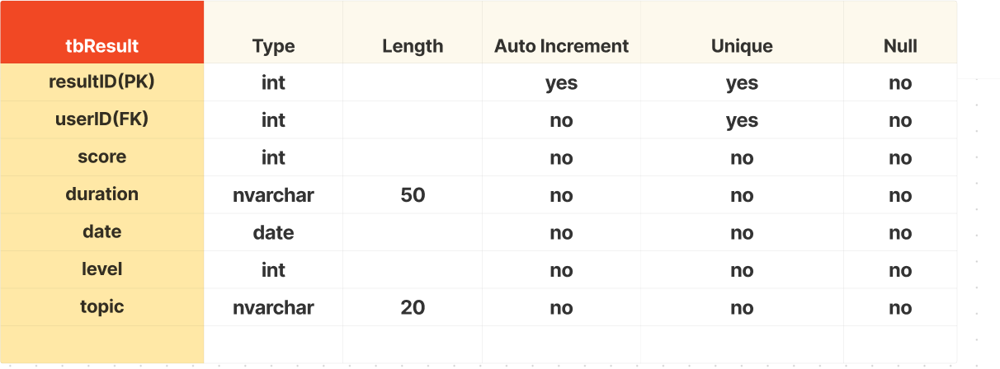 tbResult Type Length Auto Increment Unique Null
resultID(PK) int yes yes no
userID(FK) int no yes no
score int no no no
duration nvarchar 50 no no no
date date no no no
level int no no no
topic nvarchar 20 no no no